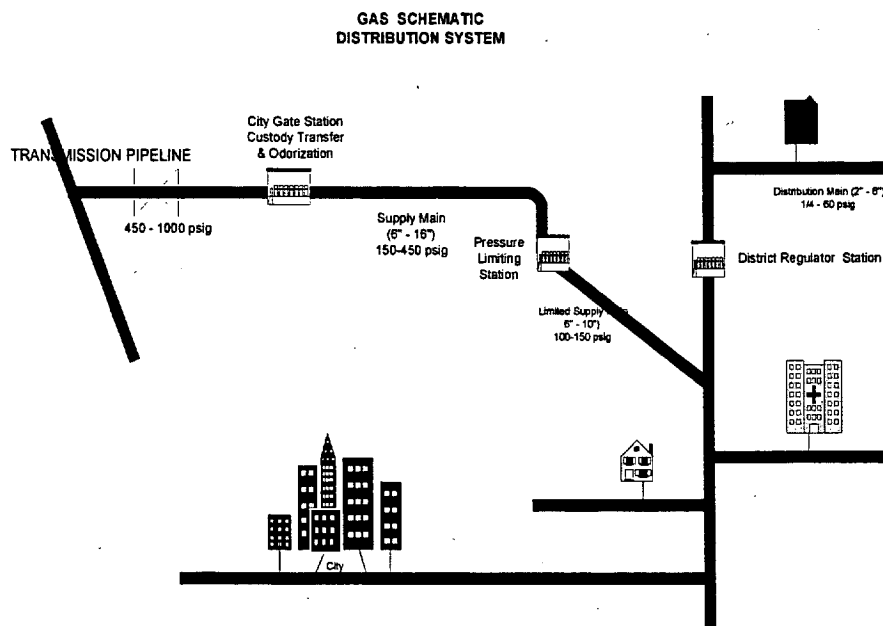 GAS SCHEMATIC
DISTRIBUTION SYSTEM
City Gate Station
Custody Transfer
& Odorization
TRANSMISSION PIPELINE
450 - 1000 psig
Supply Main
(6" - 16")
150-450 psig
Pressure
Limiting
Station
Distribution Main (2" - 6")
1/4 - 60 psig
District Regulator Station
Limited Supply
6" - 10")
100-150 psig
City